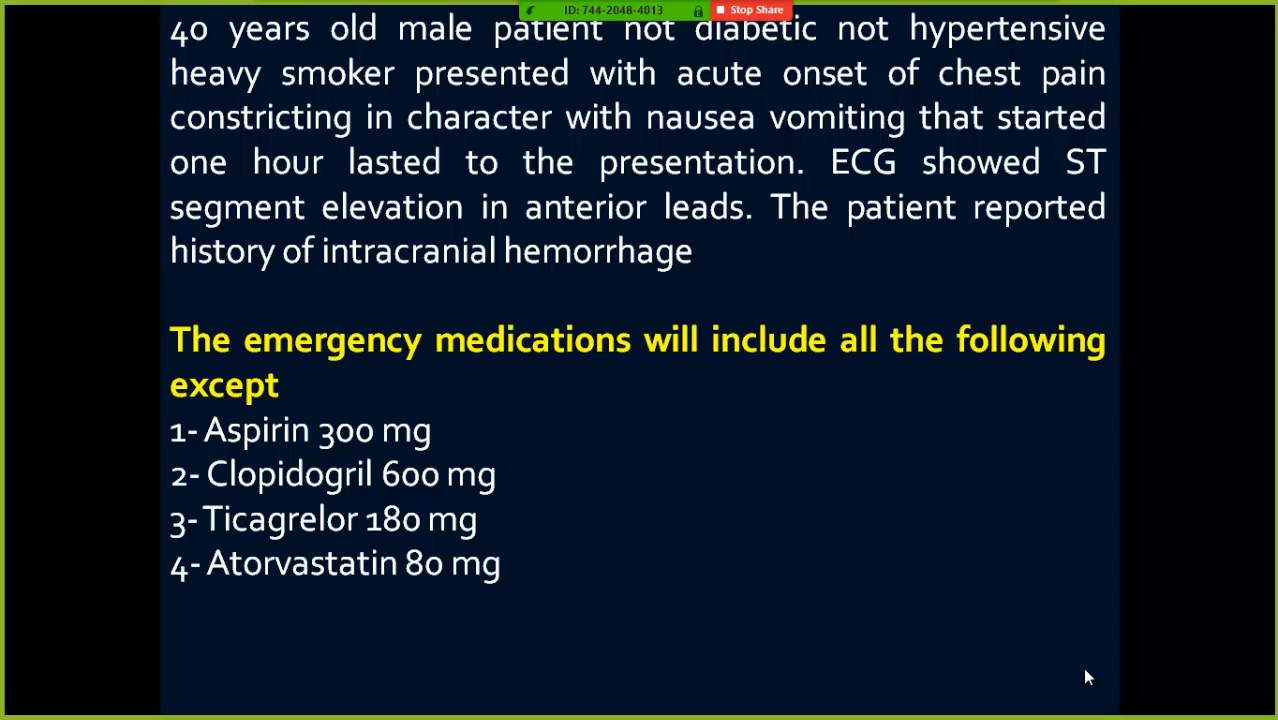 ID: 744-2048-4013 Stop Share
40 years old male patient not diabetic not hypertensive
heavy smoker presented with acute onset of chest pain
constricting in character with nausea vomiting that started
one hour lasted to the presentation. ECG showed ST
segment elevation in anterior leads. The patient reported
history of intracranial hemorrhage
The emergency medications will include all the following
except
1- Aspirin 300 mg
2- Clopidogril 600 mg
3- Ticagrelor 180 mg
4- Atorvastatin 80 mg